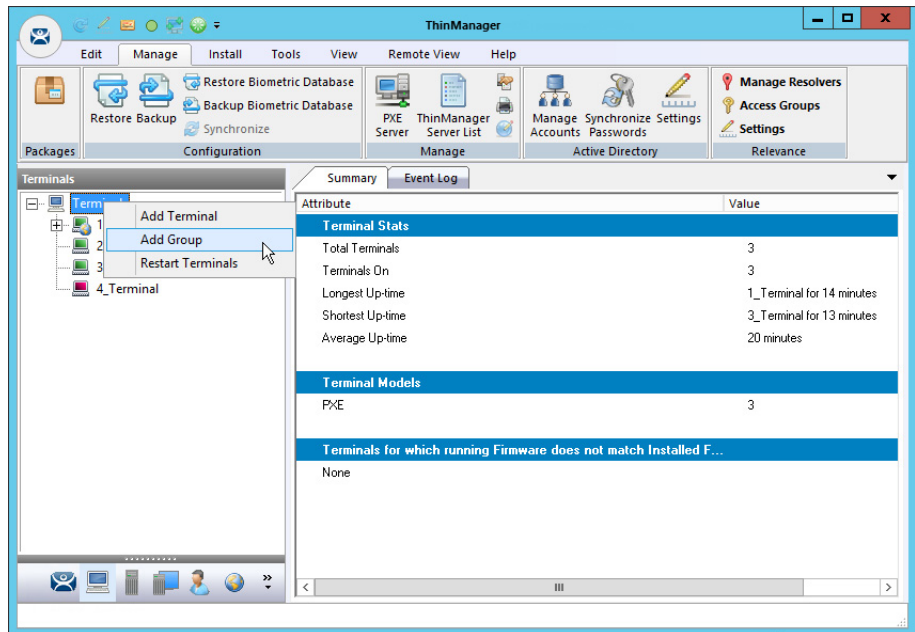 ThinManager
Edit Manage Install Tools View Remote View Help
Restore Backup
Restore Biometric Database
Backup Biometric Database
Synchronize
PXE Server
ThinManager Server List
Manage Accounts
Synchronize Passwords
Settings
Manage Resolvers
Access Groups
Settings
Packages Configuration Manage Active Directory Relevance
Terminals
Add Terminal
Add Group
Restart Terminals
1
2
3
4_Terminal
Summary Event Log
Attribute Value
Terminal Stats
Total Terminals 3
Terminals On 3
Longest Up-time 1_Terminal for 14 minutes
Shortest Up-time 3_Terminal for 13 minutes
Average Up-time 20 minutes
Terminal Models
PXE 3
Terminals for which running Firmware does not match Installed F...
None